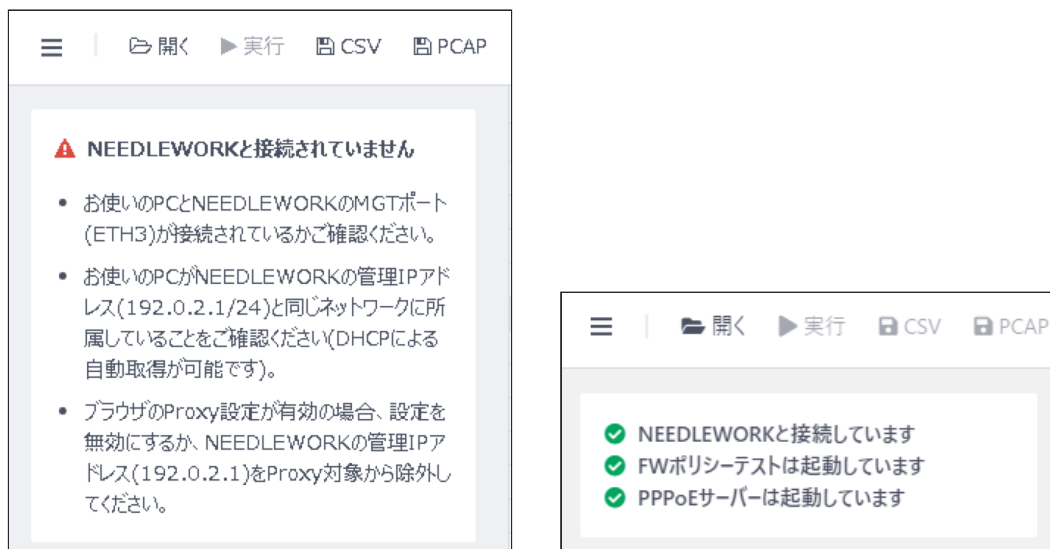 開く 実行 CSV PCAP
NEEDLEWORKと接続されていません
お使いのPCとNEEDLEWORKのMGTポート
(ETH3)が接続されているかご確認ください。
お使いのPCがNEEDLEWORKの管理IPアド
レス(192.0.2.1/24)と同じネットワークに所
属していることをご確認ください(DHCPによる
自動取得が可能です)。
ブラウザのProxy設定が有効の場合、設定を
無効にするか、NEEDLEWORKの管理IPア
ドレス(192.0.2.1)をProxy対象から除外し
てください。
開く 実行 CSV PCAP
NEEDLEWORKと接続しています
FWポリシーテストは起動しています
PPPoEサーバーは起動しています